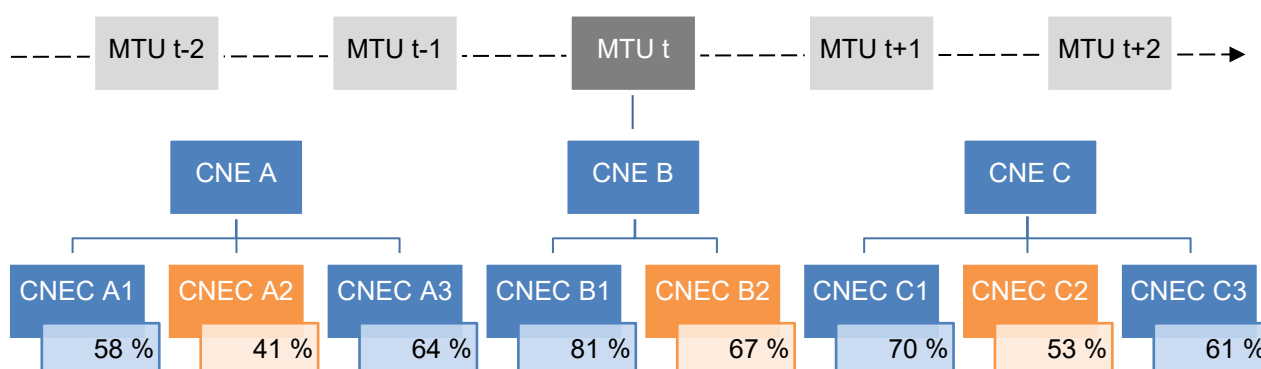 MTU t-2 MTU t-1 MTU t MTU t+1 MTU t+2
CNE A CNE B CNE C
CNEC A1 CNEC A2 CNEC A3 CNEC B1 CNEC B2 CNEC C1 CNEC C2 CNEC C3
58 % 41 % 64 % 81 % 67 % 70 % 53 % 61 %